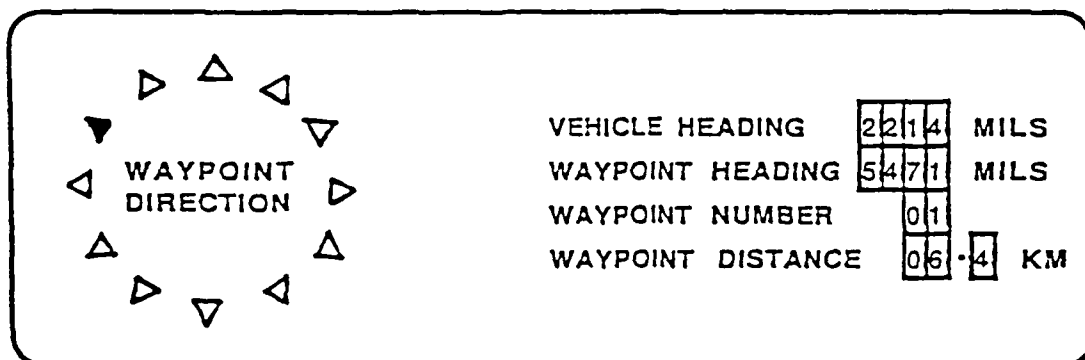 WAYPOINT
DIRECTION
VEHICLE HEADING 2214 MILS
WAYPOINT HEADING 5471 MILS
WAYPOINT NUMBER 01
WAYPOINT DISTANCE 06.4 KM